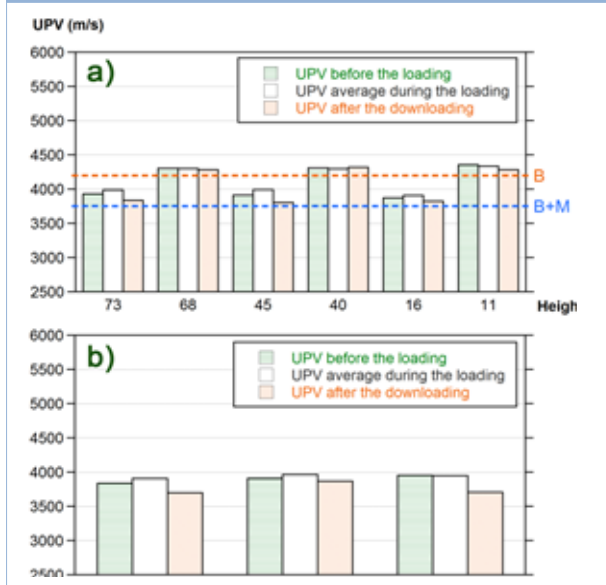 UPV (m/s)
6000
a)
UPV before the loading
5500
UPV average during the loading
UPV after the downloading
5000
4500
B
4000
B+M
3500
3000
2500
73 68 45 40 16 11 Heigh
6000
b)
UPV before the loading
5500
UPV average during the loading
UPV after the downloading
5000
4500
4000
3500
3000
2500